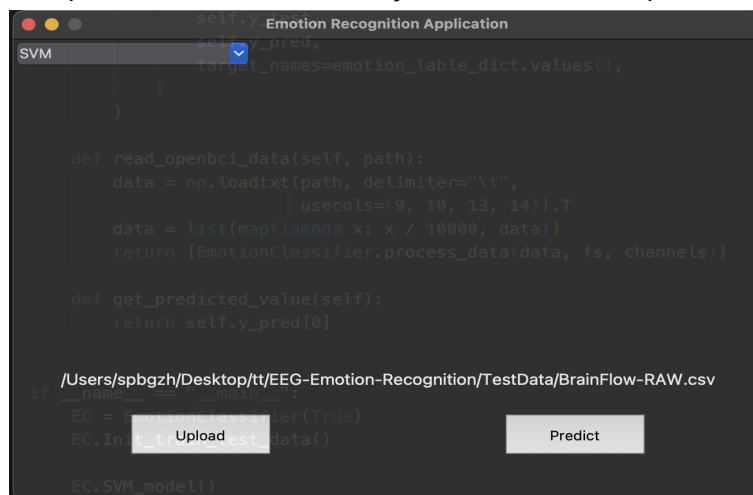 Emotion Recognition Application
self.y_test,
SVM
self.y_pred,
target_names=emotion_lable_dict.values(),
)
)
def read_openbci_data(self, path):
data = np.loadtxt(path, delimiter="\t",
usecols=(9, 10, 13, 14)).T
data = list(map(lambda x: x / 10000, data))
return [EmotionClassifier.process_data(data, fs, channels)]
def get_predicted_value(self):
return self.y_pred[0]
/Users/spbgzh/Desktop/tt/EEG-Emotion-Recognition/TestData/BrainFlow-RAW.csv
if __name__ == "__main__":
EC = EmotionClassifier(True)
Upload
Predict
EC.Init_train_test_data()
EC.SVM_model()